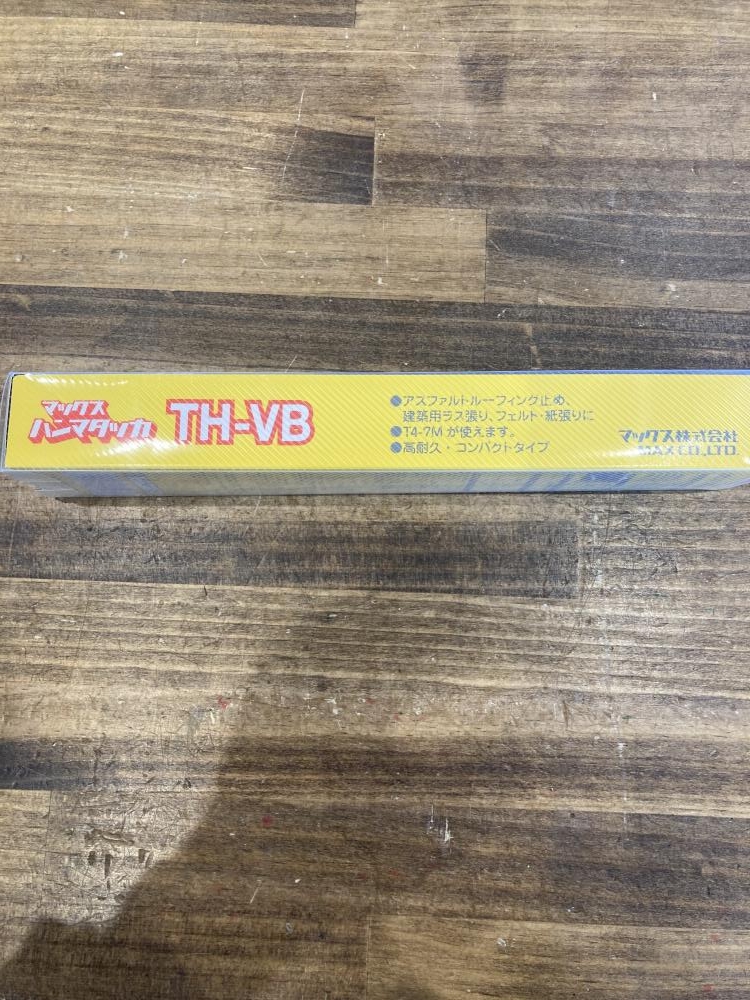 マックス
ハンマタッカ TH-VB
●アスファルトルーフィング止め、
建築用ラス張り、フェルト・紙張りに
●T4-7M が使えます。
●高耐久・コンパクトタイプ
マックス株式会社
MAX CO.,LTD.